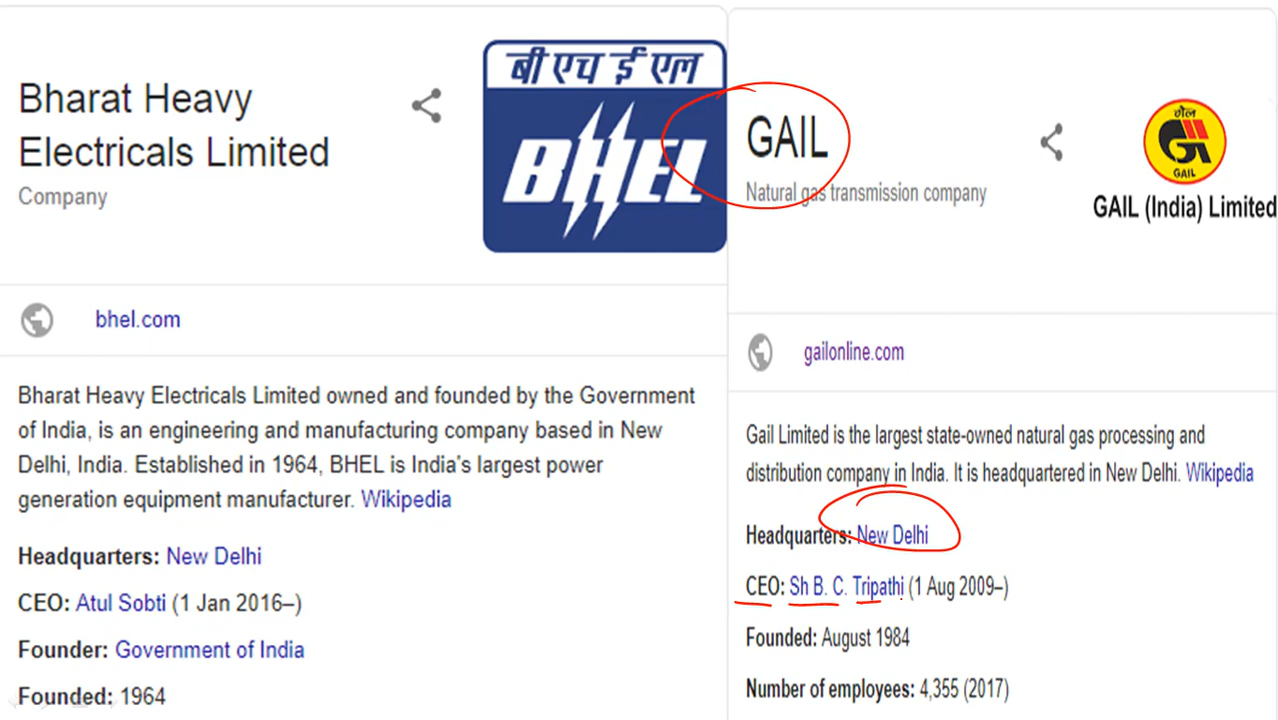 Bharat Heavy
Electricals Limited
Company
बी एच ई एल
BHEL
bhel.com
Bharat Heavy Electricals Limited owned and founded by the Government
of India, is an engineering and manufacturing company based in New
Delhi, India. Established in 1964, BHEL is India's largest power
generation equipment manufacturer. Wikipedia
Headquarters: New Delhi
CEO: Atul Sobti (1 Jan 2016–)
Founder: Government of India
Founded: 1964
GAIL
Natural gas transmission company
गेल
GAIL
GAIL (India) Limited
gailonline.com
Gail Limited is the largest state-owned natural gas processing and
distribution company in India. It is headquartered in New Delhi. Wikipedia
Headquarters: New Delhi
CEO: Sh B. C. Tripathi (1 Aug 2009–)
Founded: August 1984
Number of employees: 4,355 (2017)